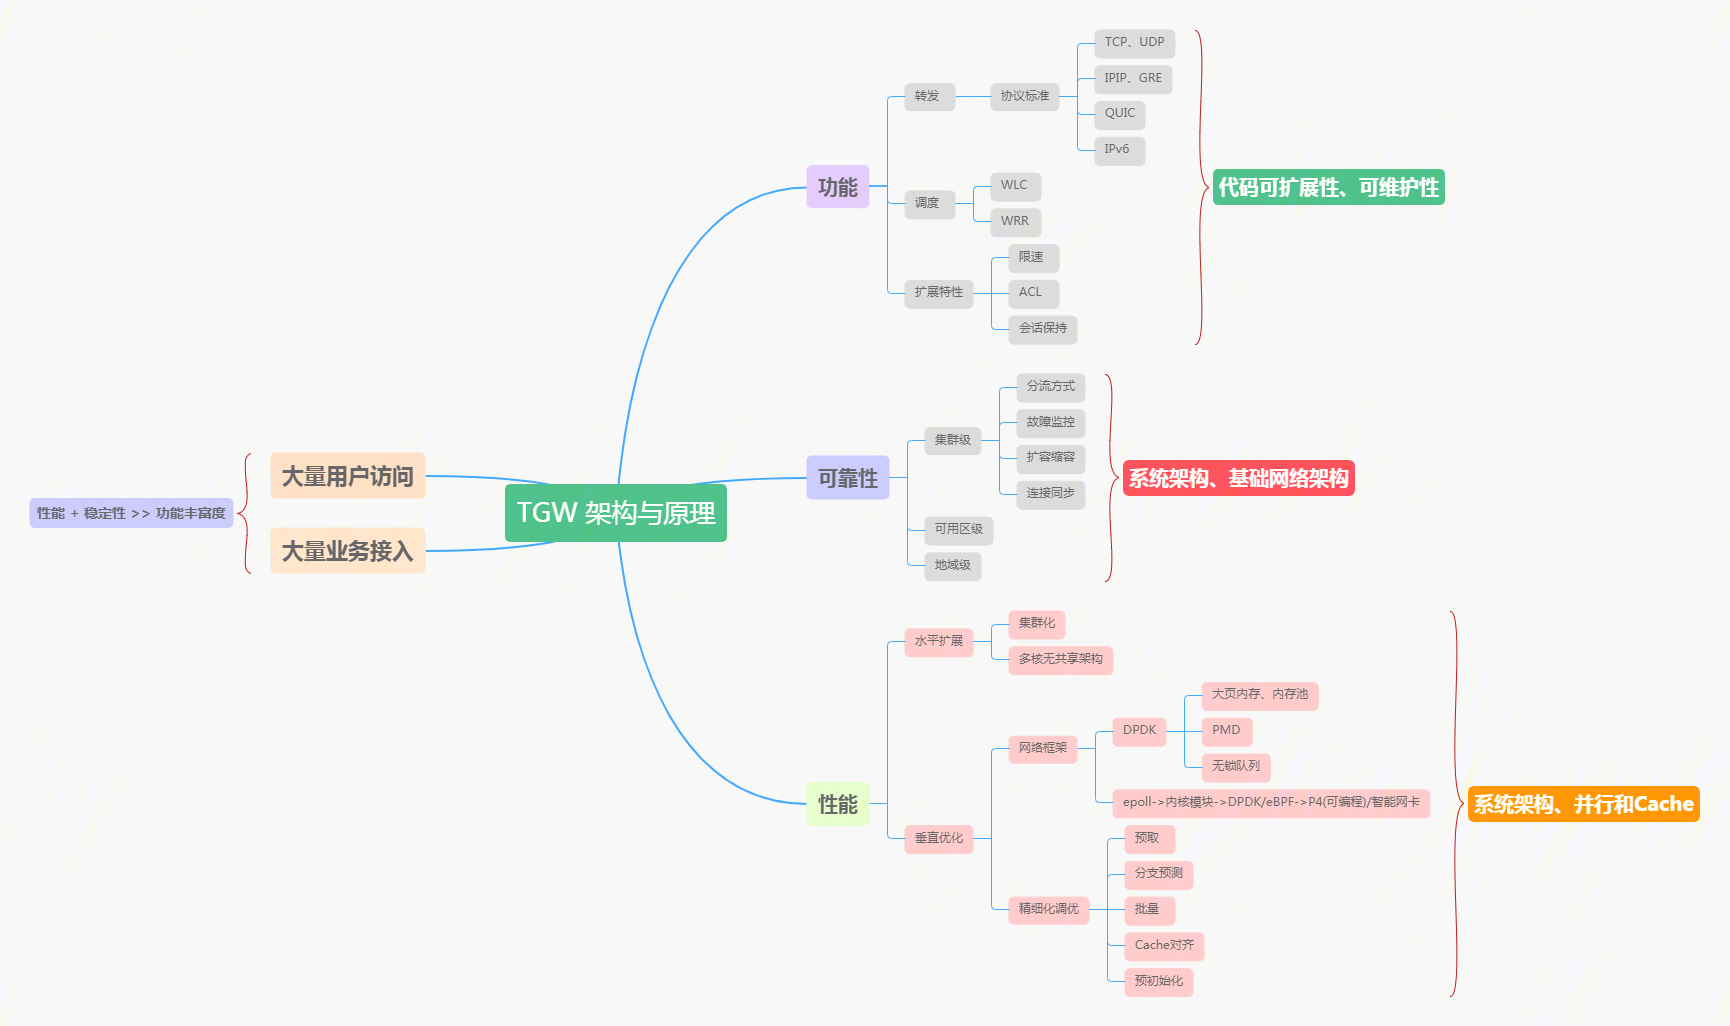 TGW 架构与原理
大量用户访问
大量业务接入
性能 + 稳定性 >> 功能丰富度
功能
转发
协议标准
TCP、UDP
IPIP、GRE
QUIC
IPv6
调度
WLC
WRR
扩展特性
限速
ACL
会话保持
代码可扩展性、可维护性
可靠性
集群级
分流方式
故障监控
扩容缩容
连接同步
可用区级
地域级
系统架构、基础网络架构
性能
水平扩展
集群化
多核无共享架构
垂直优化
网络框架
DPDK
大页内存、内存池
PMD
无锁队列
epoll->内核模块->DPDK/eBPF->P4(可编程)/智能网卡
精细化调优
预取
分支预测
批量
Cache对齐
预初始化
系统架构、并行和Cache